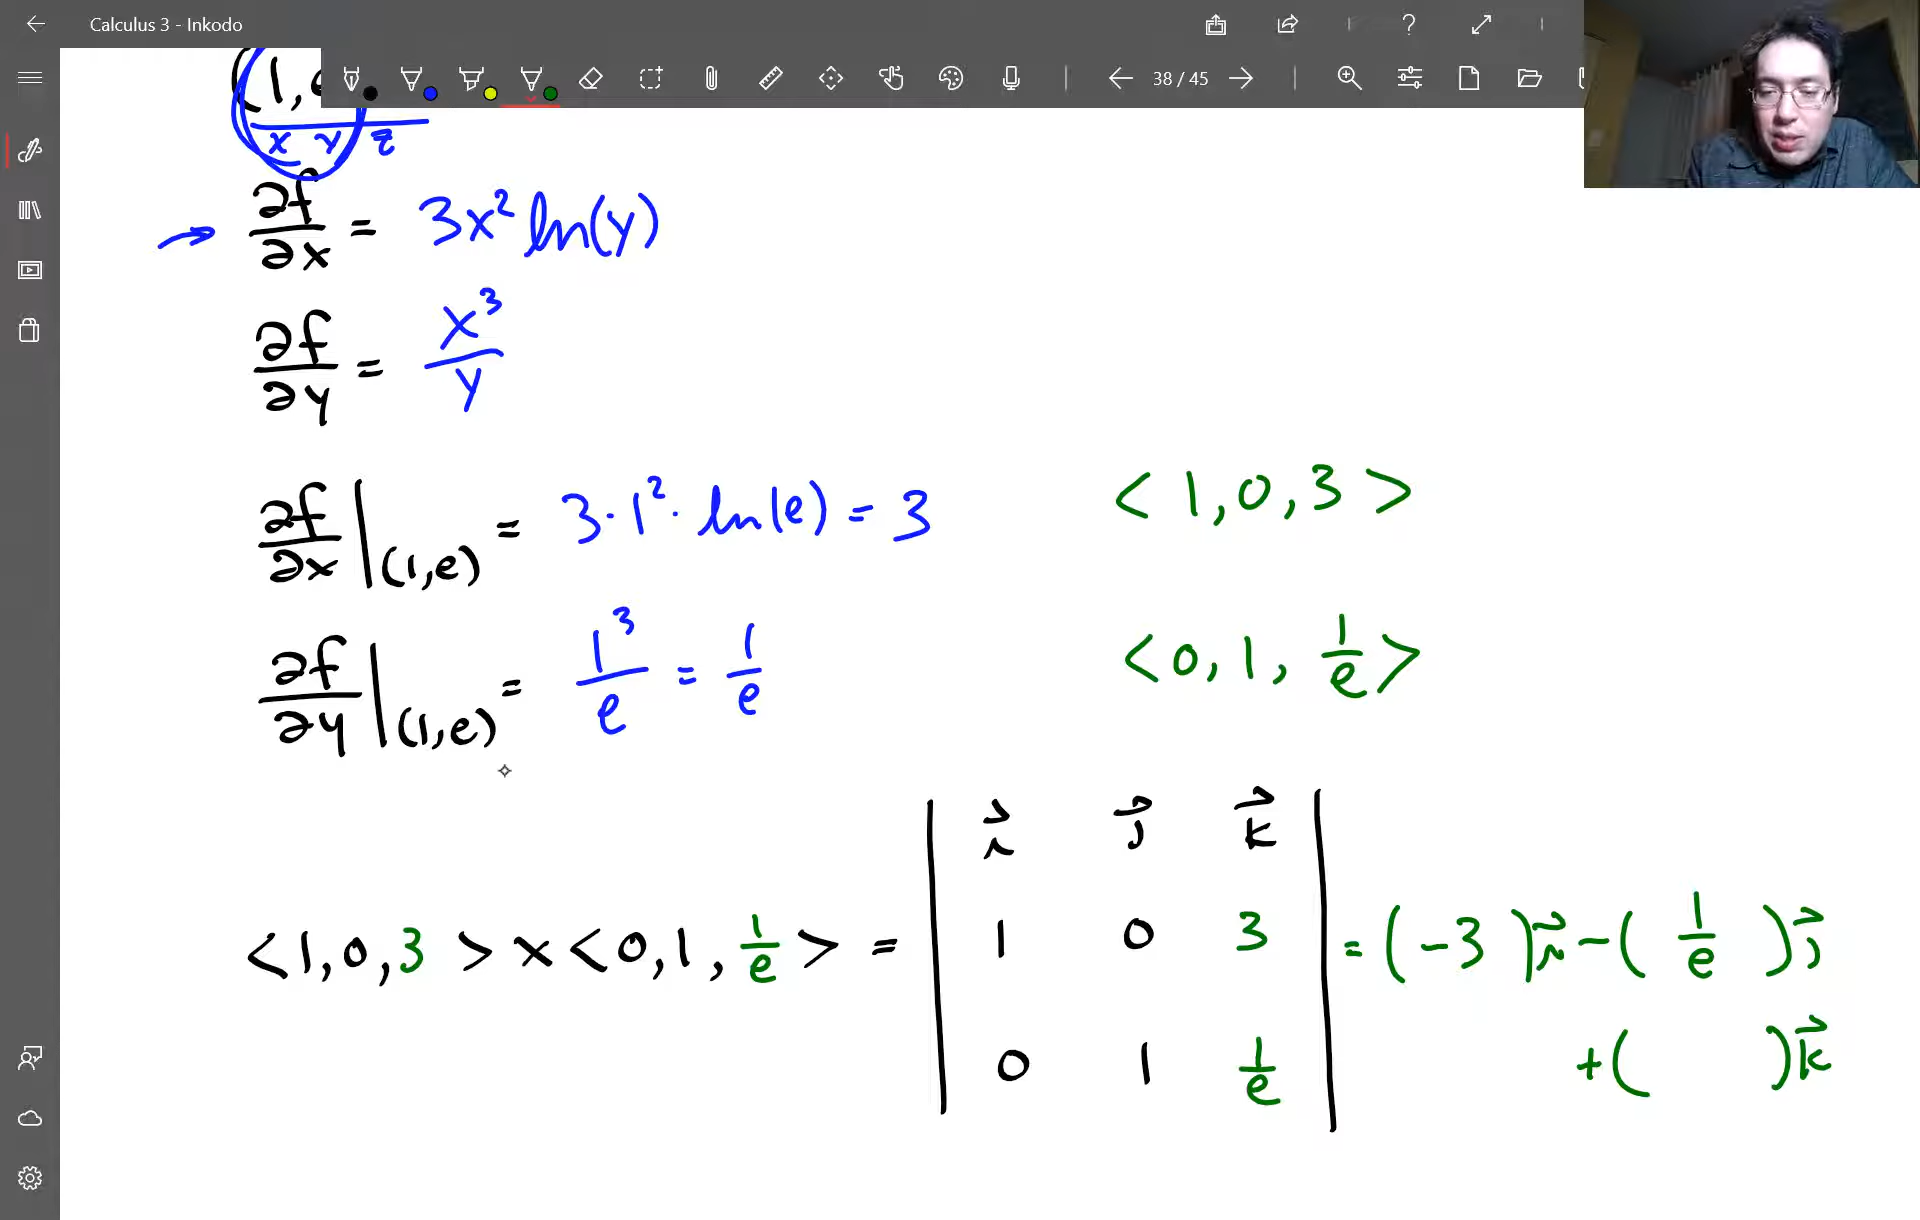 Calculus 3 - Inkodo
38 / 45
(1,
x y z
→ ∂f/∂x = 3x² ln(y)
∂f/∂y = x³/y
∂f/∂x |(1,e) = 3·1²· ln(e) = 3
<1, 0, 3>
∂f/∂y |(1,e) = 1³/e = 1/e
<0, 1, 1/e>
<1, 0, 3> x <0, 1, 1/e> = | i⃗ j⃗ k⃗ |
| 1 0 3 | = (-3)i⃗ - (1/e)j⃗
| 0 1 1/e | + ( )k⃗